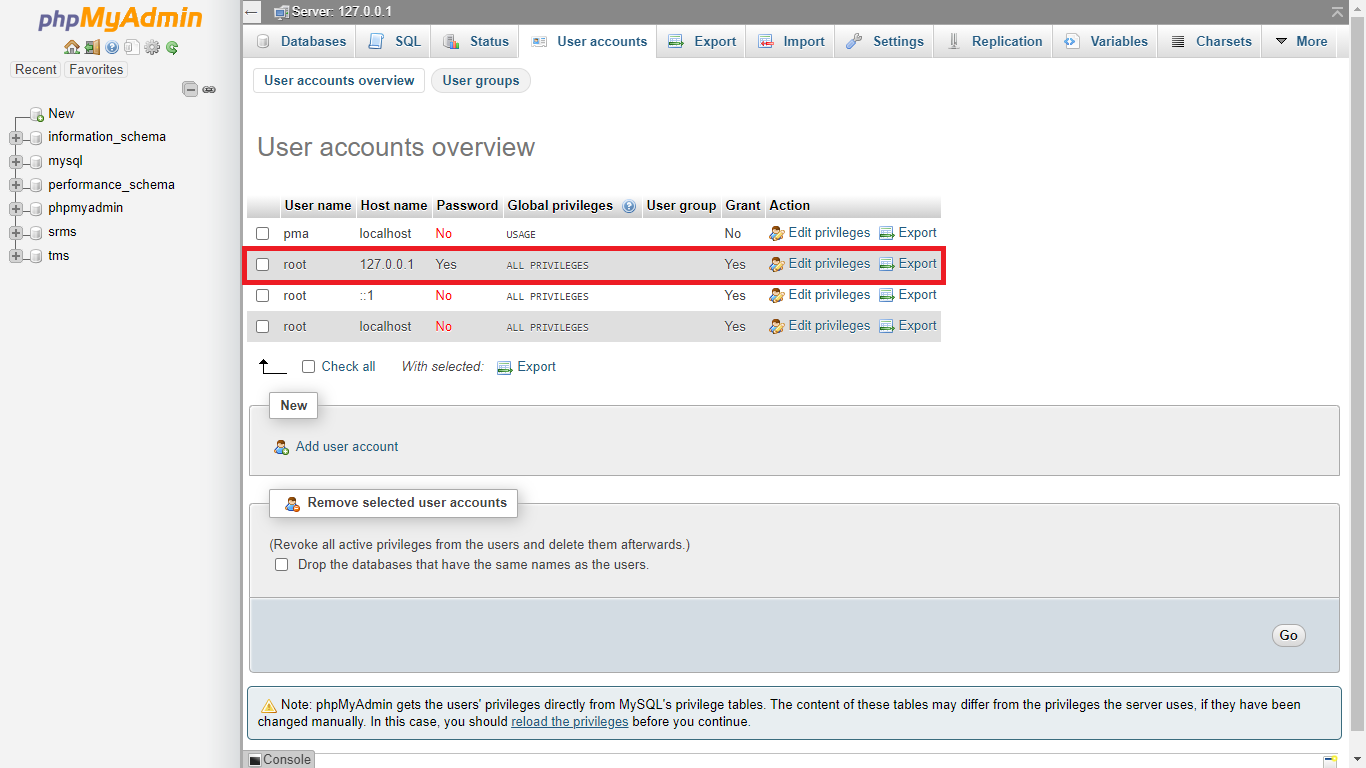 phpMyAdmin
Recent Favorites
New
information_schema
mysql
performance_schema
phpmyadmin
srms
tms
Server: 127.0.0.1
Databases SQL Status User accounts Export Import Settings Replication Variables Charsets More
User accounts overview User groups
User accounts overview
User name Host name Password Global privileges User group Grant Action
pma localhost No USAGE No Edit privileges Export
root 127.0.0.1 Yes ALL PRIVILEGES Yes Edit privileges Export
root ::1 No ALL PRIVILEGES Yes Edit privileges Export
root localhost No ALL PRIVILEGES Yes Edit privileges Export
Check all With selected: Export
New
Add user account
Remove selected user accounts
(Revoke all active privileges from the users and delete them afterwards.)
Drop the databases that have the same names as the users.
Go
Note: phpMyAdmin gets the users' privileges directly from MySQL's privilege tables. The content of these tables may differ from the privileges the server uses, if they have been
changed manually. In this case, you should reload the privileges before you continue.
Console